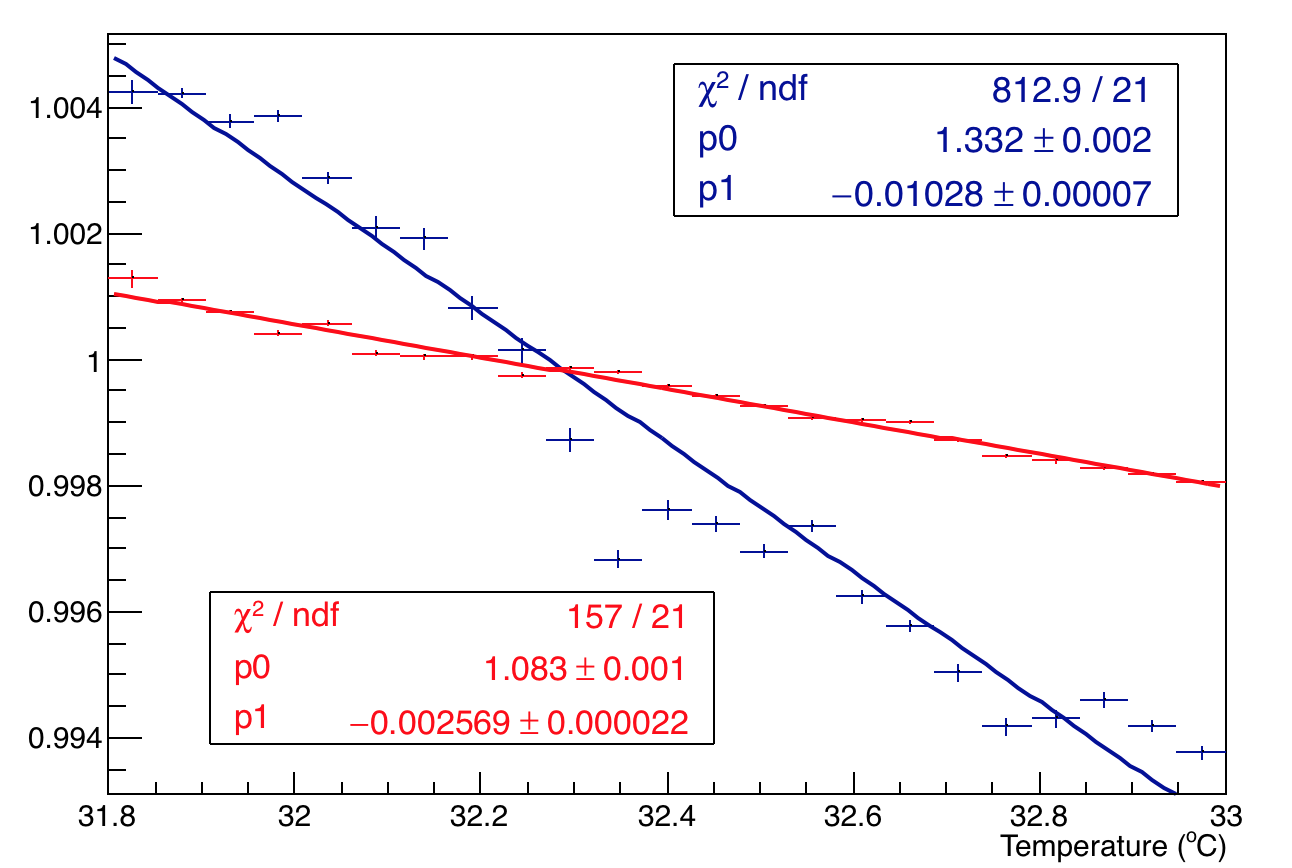 χ² / ndf 812.9 / 21
p0 1.332 ± 0.002
p1 −0.01028 ± 0.00007
1.004
1.002
1
0.998
0.996
0.994
χ² / ndf 157 / 21
p0 1.083 ± 0.001
p1 −0.002569 ± 0.000022
31.8 32 32.2 32.4 32.6 32.8 33
Temperature (°C)